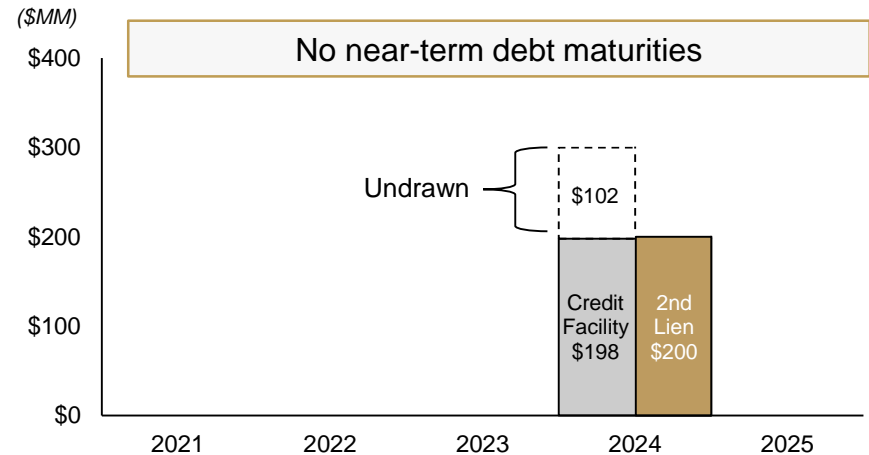 ($MM)
No near-term debt maturities
$400
$300
$200
$100
$0
Undrawn
$102
Credit
Facility
$198
2nd
Lien
$200
2021
2022
2023
2024
2025